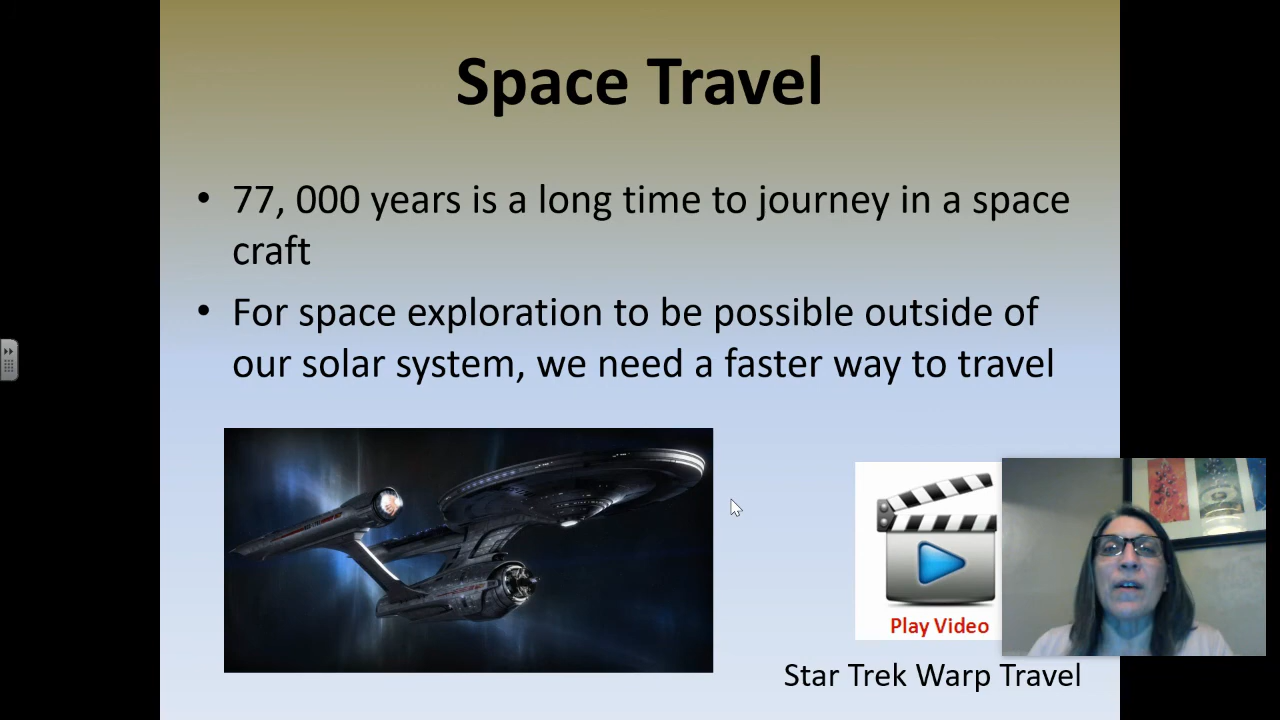 Space Travel
• 77, 000 years is a long time to journey in a space
craft
• For space exploration to be possible outside of
our solar system, we need a faster way to travel
Play Video
Star Trek Warp Travel